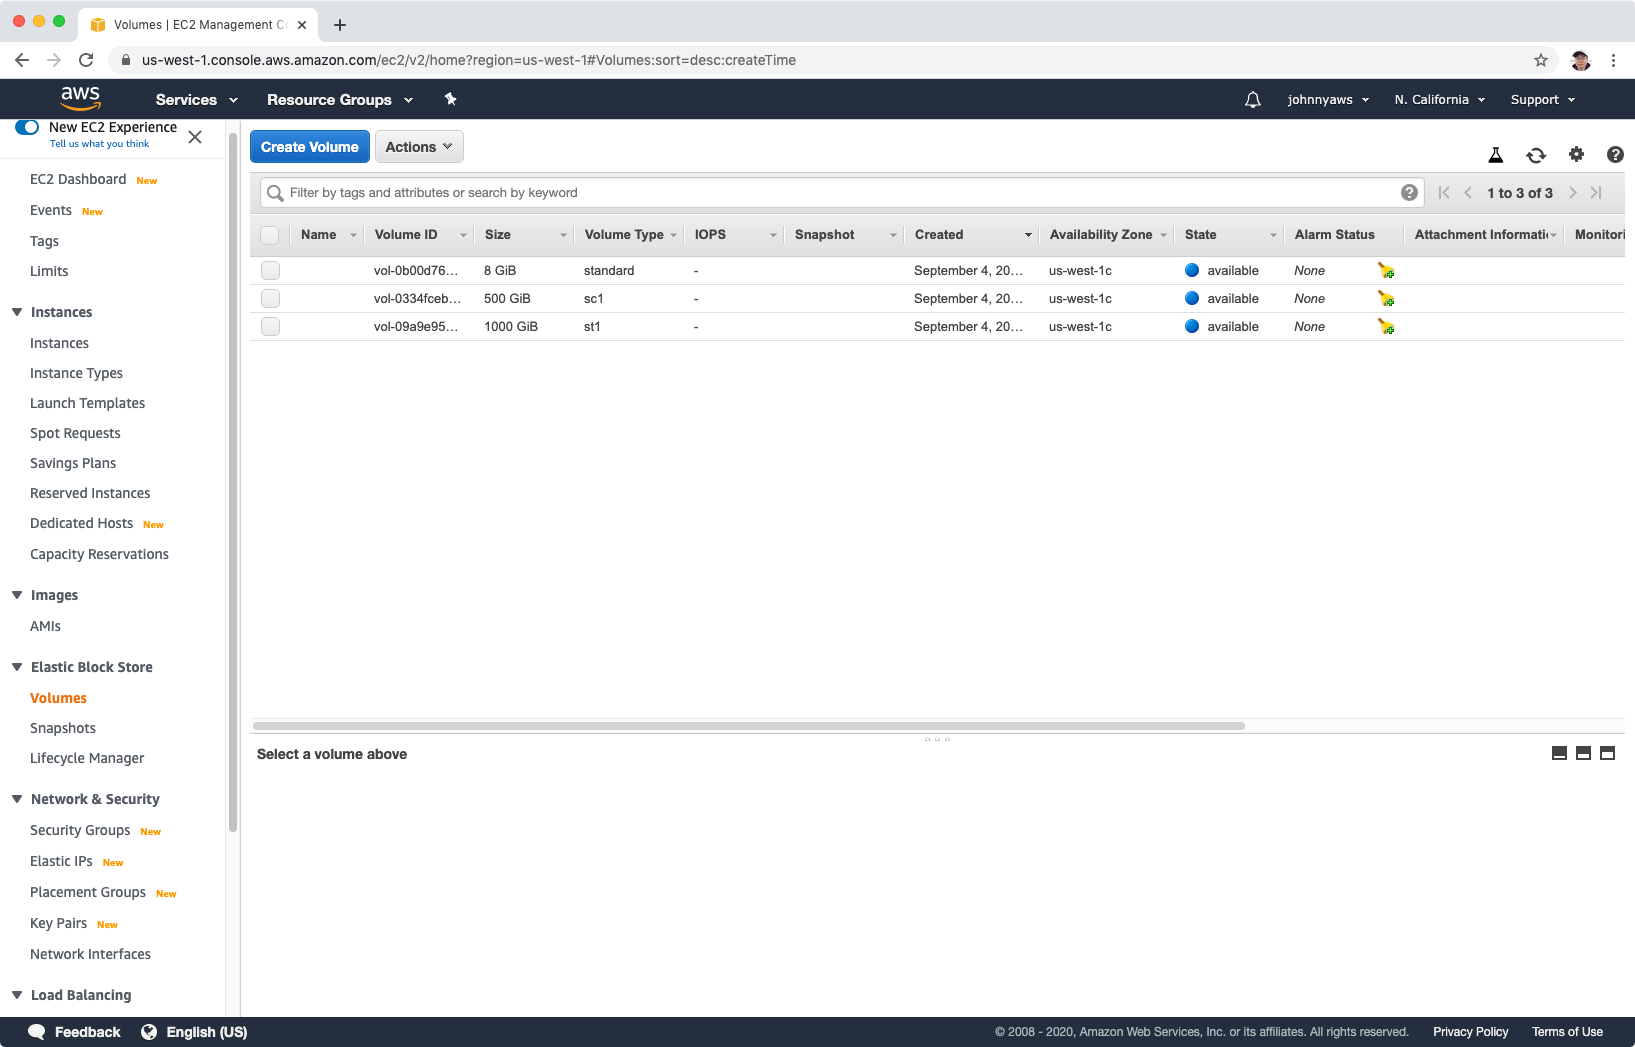 Volumes | EC2 Management Co
us-west-1.console.aws.amazon.com/ec2/v2/home?region=us-west-1#Volumes:sort=desc:createTime
aws Services Resource Groups johnnyaws N. California Support
New EC2 Experience
Tell us what you think
EC2 Dashboard New
Events New
Tags
Limits
Instances
Instances
Instance Types
Launch Templates
Spot Requests
Savings Plans
Reserved Instances
Dedicated Hosts New
Capacity Reservations
Images
AMIs
Elastic Block Store
Volumes
Snapshots
Lifecycle Manager
Network & Security
Security Groups New
Elastic IPs New
Placement Groups New
Key Pairs New
Network Interfaces
Load Balancing
Create Volume Actions
Filter by tags and attributes or search by keyword 1 to 3 of 3
Name Volume ID Size Volume Type IOPS Snapshot Created Availability Zone State Alarm Status Attachment Informati Monitori
vol-0b00d76... 8 GiB standard - September 4, 20... us-west-1c available None
vol-0334fceb... 500 GiB sc1 - September 4, 20... us-west-1c available None
vol-09a9e95... 1000 GiB st1 - September 4, 20... us-west-1c available None
Select a volume above
Feedback English (US) © 2008 - 2020, Amazon Web Services, Inc. or its affiliates. All rights reserved. Privacy Policy Terms of Use